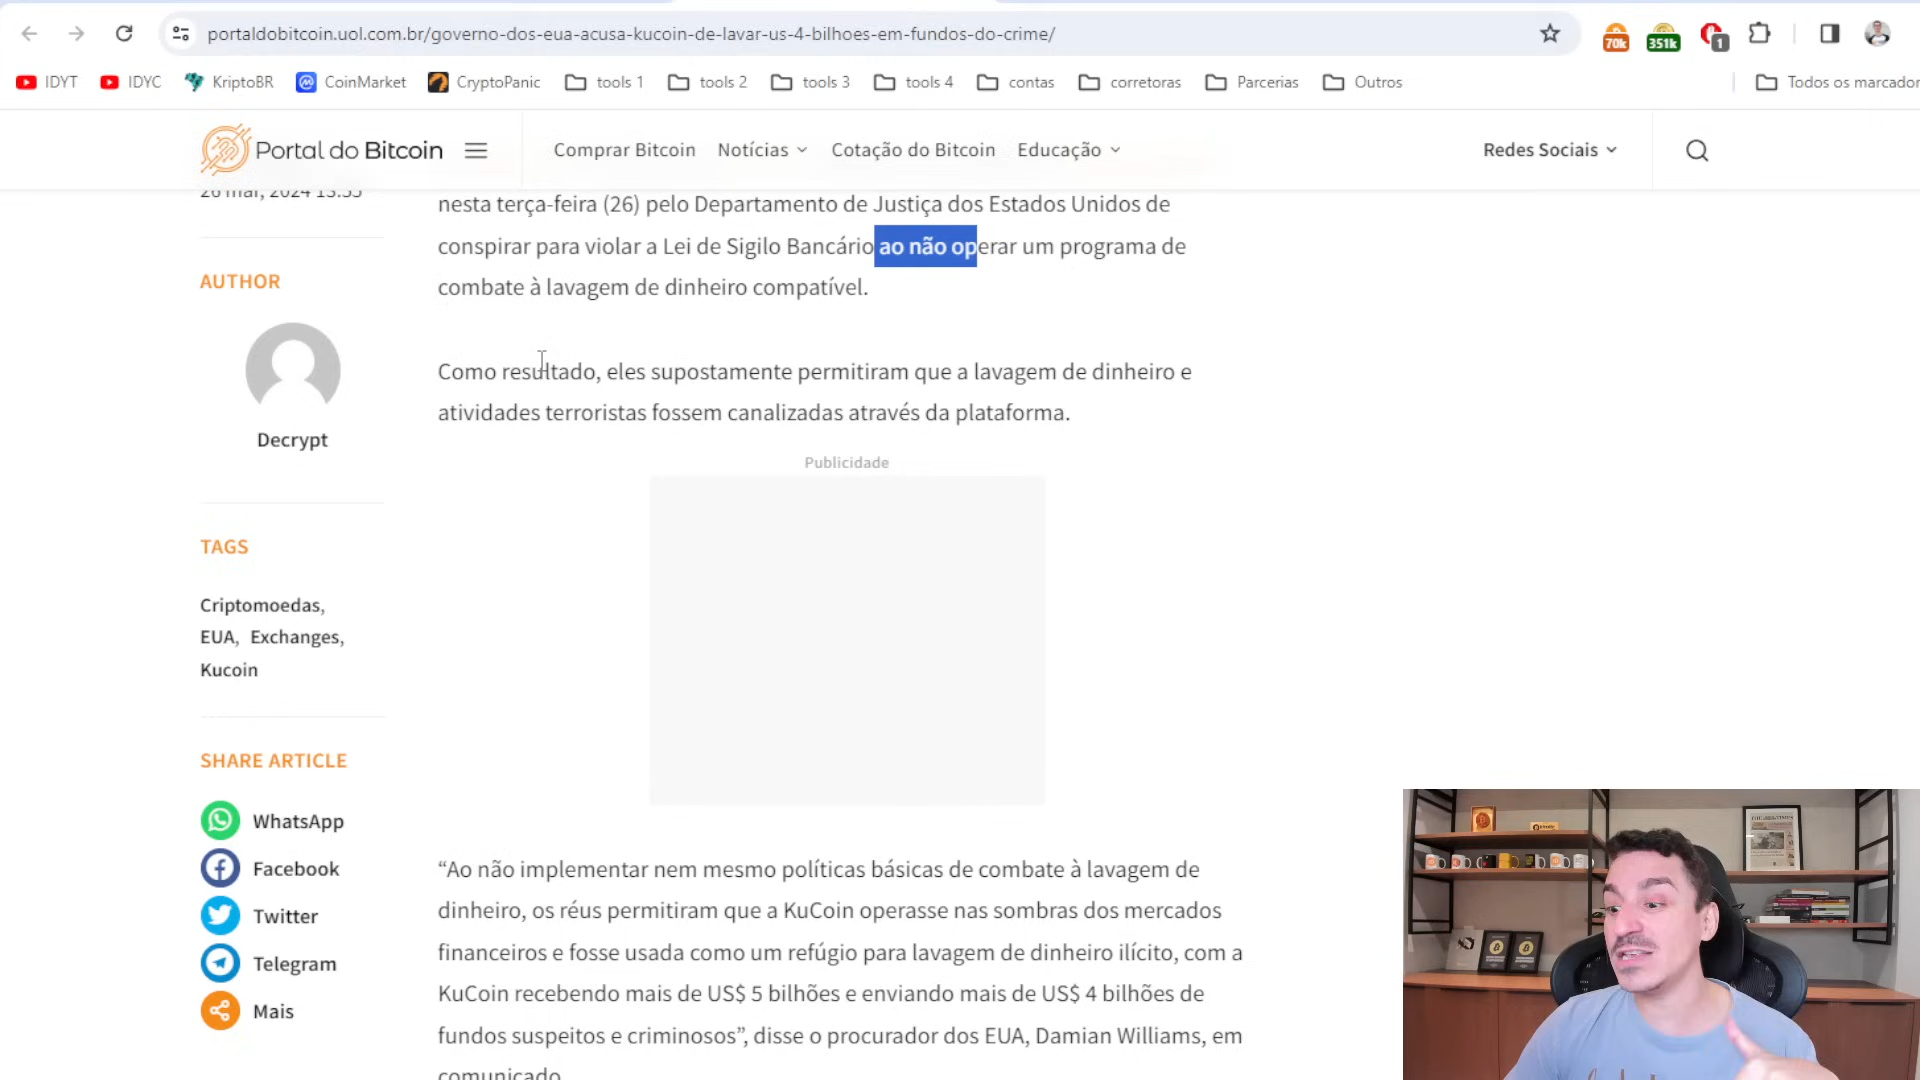 portaldobitcoin.uol.com.br/governo-dos-eua-acusa-kucoin-de-lavar-us-4-bilhoes-em-fundos-do-crime/
70k
351k
1
IDYT
IDYC
KriptoBR
CoinMarket
CryptoPanic
tools 1
tools 2
tools 3
tools 4
contas
corretoras
Parcerias
Outros
Todos os marcador
Portal do Bitcoin
Comprar Bitcoin
Notícias
Cotação do Bitcoin
Educação
Redes Sociais
26 mar, 2024 13:55
nesta terça-feira (26) pelo Departamento de Justiça dos Estados Unidos de
conspirar para violar a Lei de Sigilo Bancário ao não operar um programa de
combate à lavagem de dinheiro compatível.
AUTHOR
Decrypt
Como resultado, eles supostamente permitiram que a lavagem de dinheiro e
atividades terroristas fossem canalizadas através da plataforma.
Publicidade
TAGS
Criptomoedas,
EUA, Exchanges,
Kucoin
SHARE ARTICLE
WhatsApp
Facebook
Twitter
Telegram
Mais
“Ao não implementar nem mesmo políticas básicas de combate à lavagem de
dinheiro, os réus permitiram que a KuCoin operasse nas sombras dos mercados
financeiros e fosse usada como um refúgio para lavagem de dinheiro ilícito, com a
KuCoin recebendo mais de US$ 5 bilhões e enviando mais de US$ 4 bilhões de
fundos suspeitos e criminosos”, disse o procurador dos EUA, Damian Williams, em
comunicado.